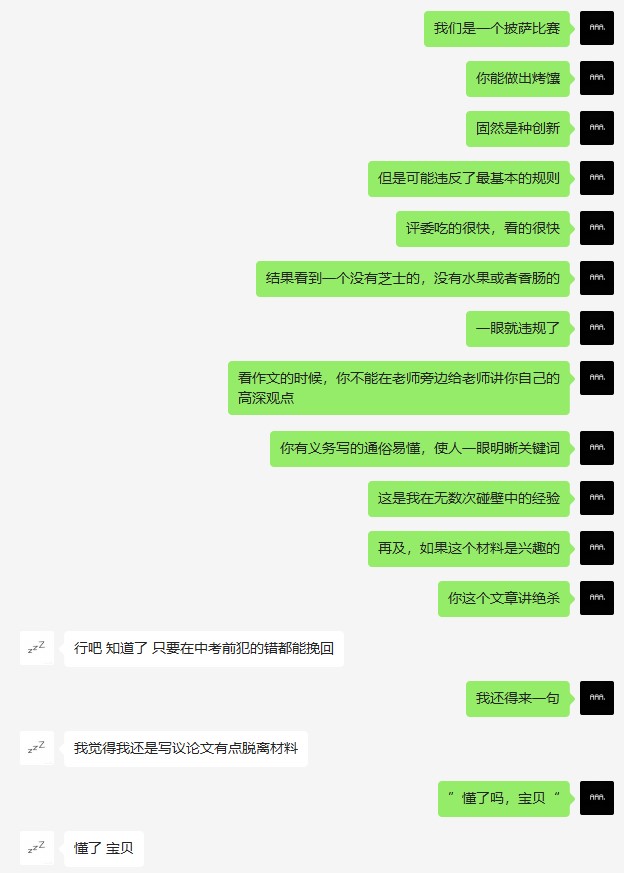 我们是一个披萨比赛
你能做出烤馕
固然是种创新
但是可能违反了最基本的规则
评委吃的很快，看的很快
结果看到一个没有芝士的，没有水果或者香肠的
一眼就违规了
看作文的时候，你不能在老师旁边给老师讲你自己的
高深观点
你有义务写的通俗易懂，使人一眼明晰关键词
这是我在无数次碰壁中的经验
再及，如果这个材料是兴趣的
你这个文章讲绝杀
行吧 知道了 只要在中考前犯的错都能挽回
我还得来一句
我觉得我还是写议论文有点脱离材料
”懂了吗，宝贝“
懂了 宝贝